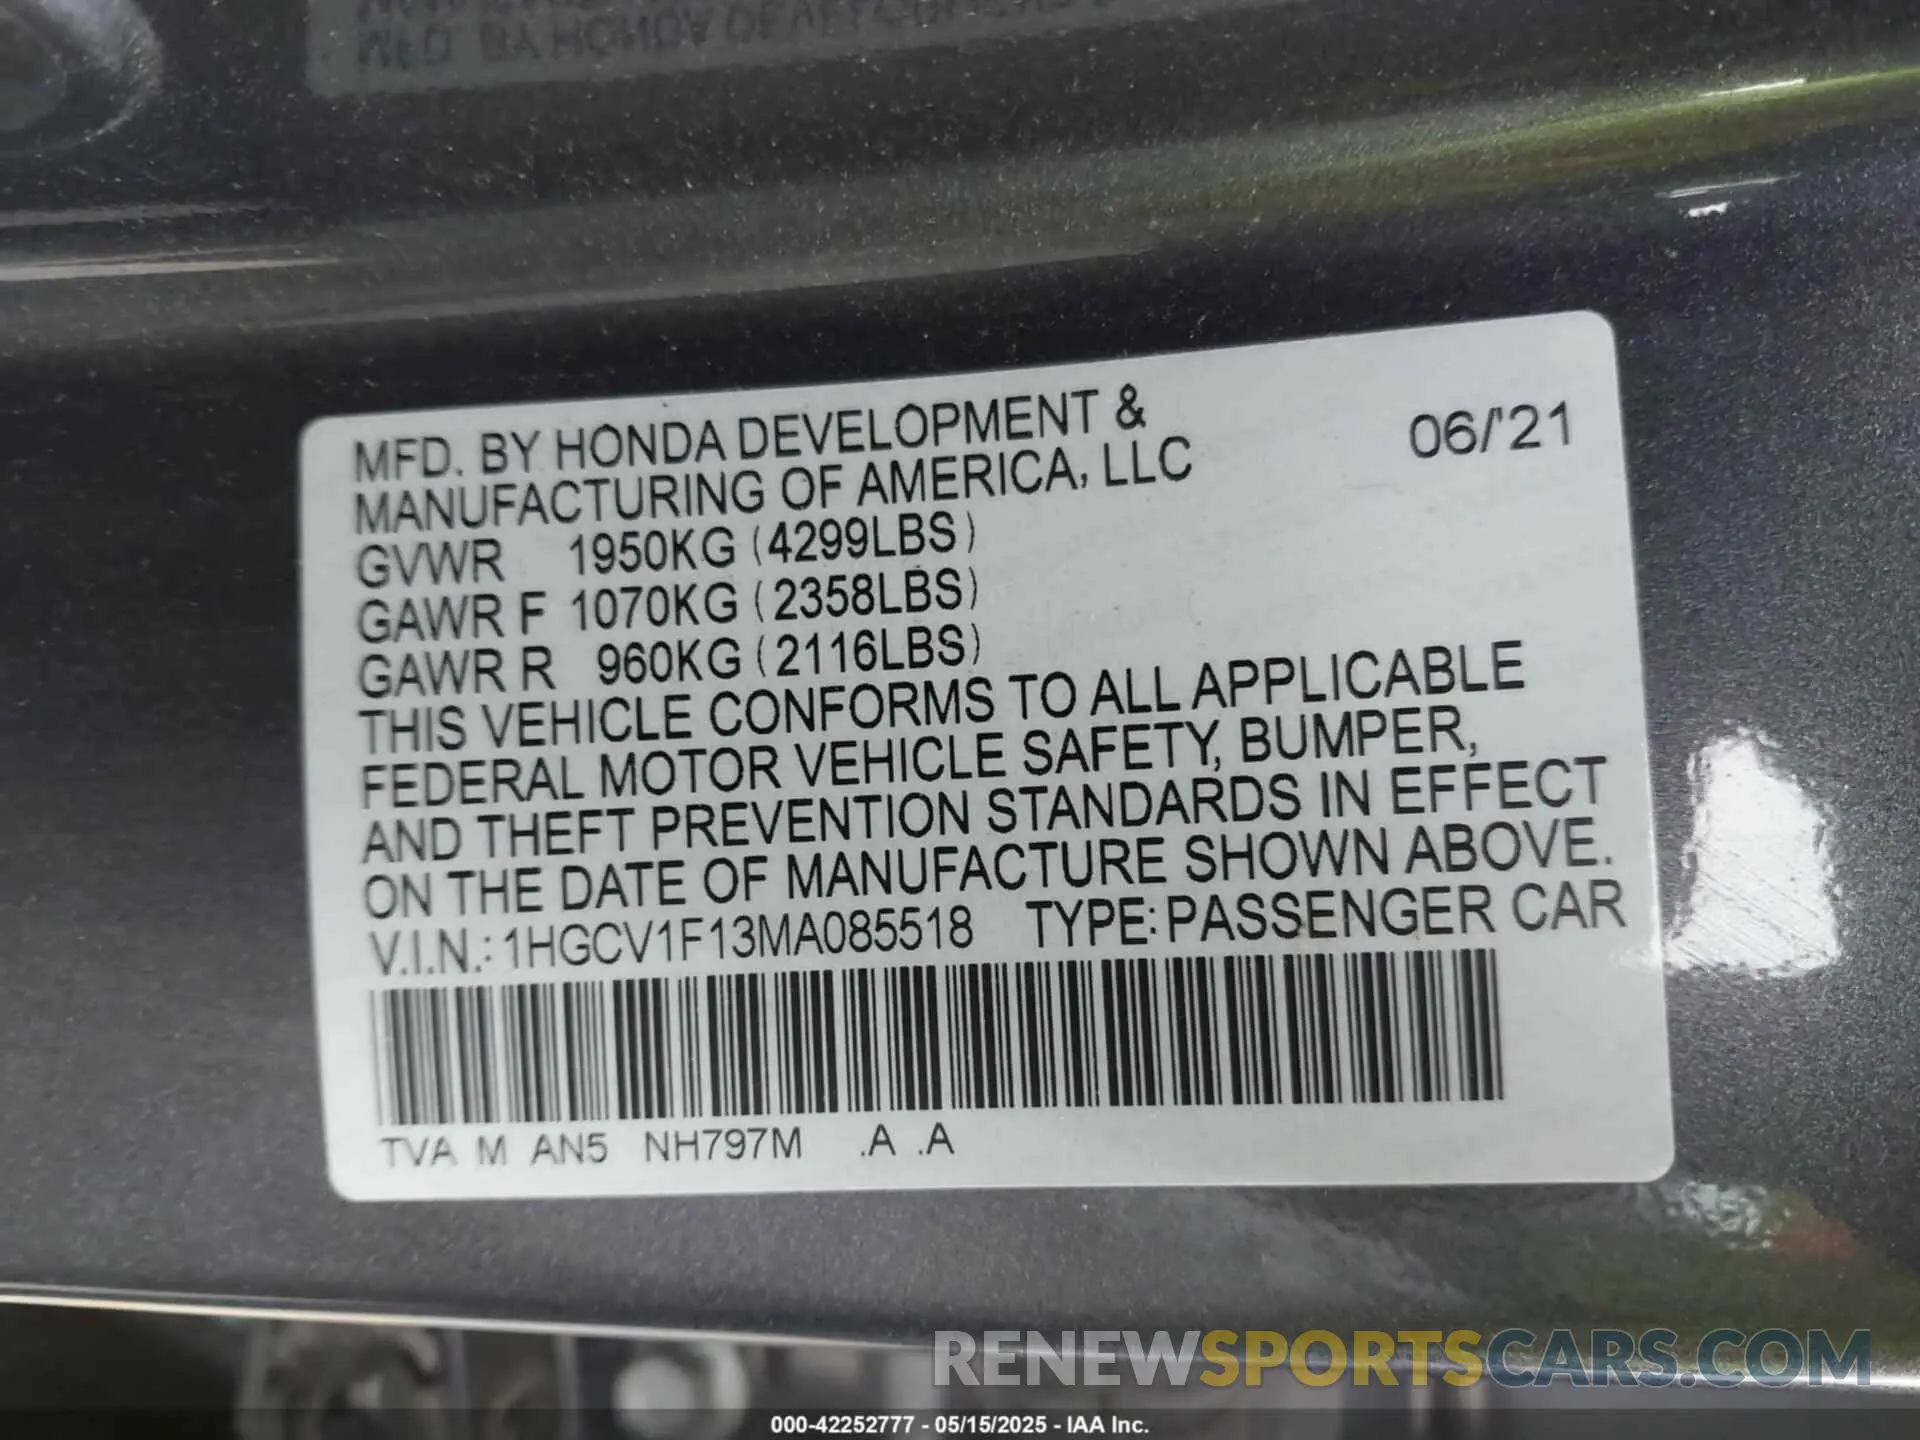 MFD. BY HONDA DEVELOPMENT & 06/'21
MANUFACTURING OF AMERICA, LLC
GVWR 1950KG (4299LBS)
GAWR F 1070KG (2358LBS)
GAWR R 960KG (2116LBS)
THIS VEHICLE CONFORMS TO ALL APPLICABLE
FEDERAL MOTOR VEHICLE SAFETY, BUMPER,
AND THEFT PREVENTION STANDARDS IN EFFECT
ON THE DATE OF MANUFACTURE SHOWN ABOVE.
V.I.N.: 1HGCV1F13MA085518 TYPE: PASSENGER CAR
TVA M AN5 NH797M .A .A
RENEWSPORTSCARS.COM
000-42252777 - 05/15/2025 - IAA Inc.